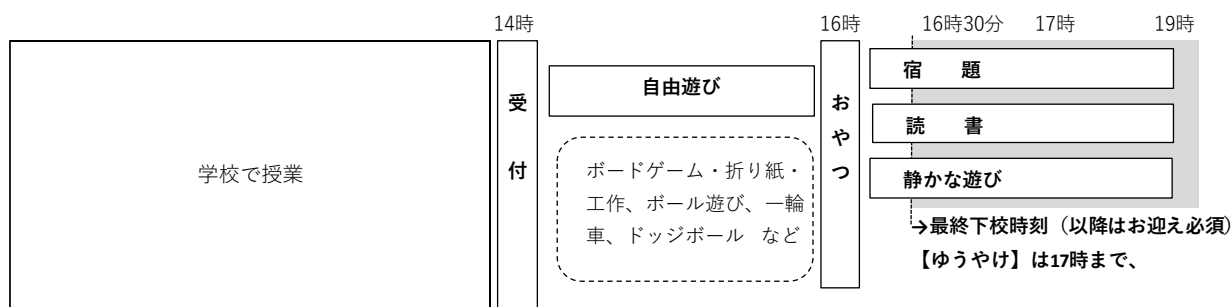 14時
16時
16時30分
17時
19時
学校で授業
受付
自由遊び
ボードゲーム・折り紙・
工作、ボール遊び、一輪
車、ドッジボール など
おやつ
宿 題
読 書
静かな遊び
→最終下校時刻（以降はお迎え必須）
【ゆうやけ】は17時まで、